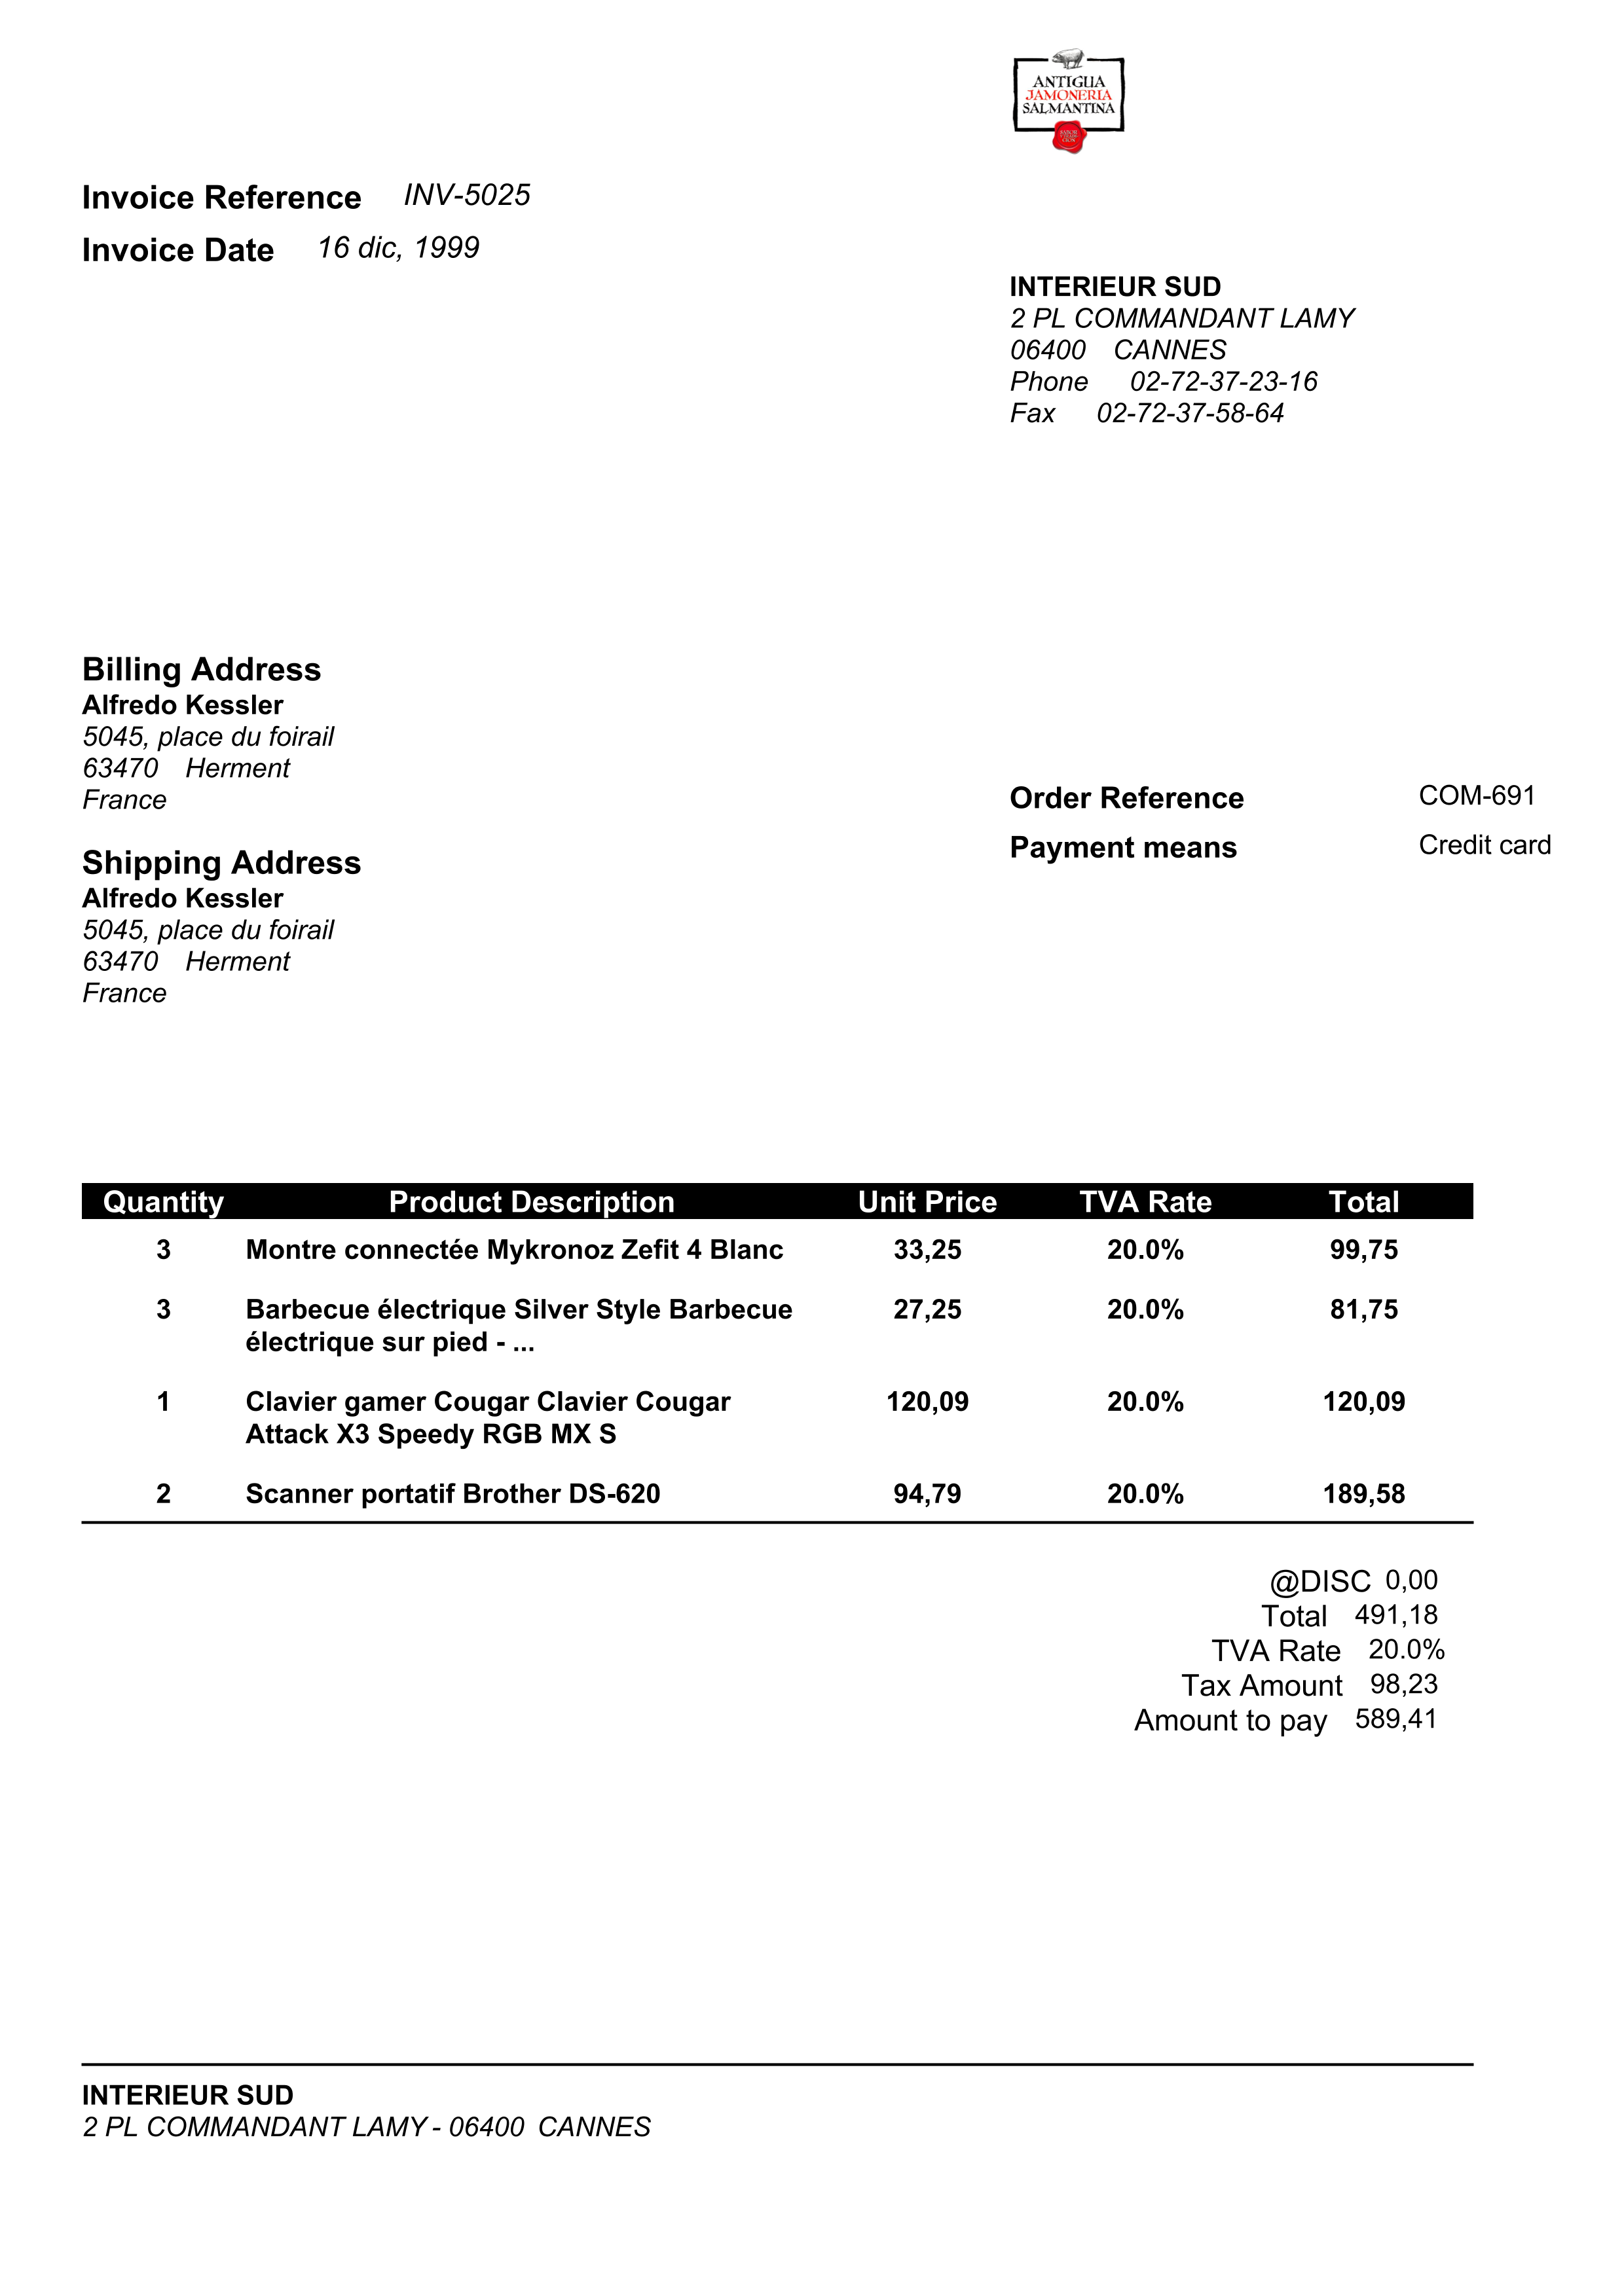 ANTIGUA
JAMONERIA
SALMANTINA
Invoice Reference INV-5025
Invoice Date 16 dic, 1999
INTERIEUR SUD
2 PL COMMANDANT LAMY
06400 CANNES
Phone 02-72-37-23-16
Fax 02-72-37-58-64
Billing Address
Alfredo Kessler
5045, place du foirail
63470 Herment
France
Order Reference COM-691
Payment means Credit card
Shipping Address
Alfredo Kessler
5045, place du foirail
63470 Herment
France
Quantity Product Description Unit Price TVA Rate Total
3 Montre connectée Mykronoz Zefit 4 Blanc 33,25 20.0% 99,75
3 Barbecue électrique Silver Style Barbecue 27,25 20.0% 81,75
électrique sur pied - ...
1 Clavier gamer Cougar Clavier Cougar 120,09 20.0% 120,09
Attack X3 Speedy RGB MX S
2 Scanner portatif Brother DS-620 94,79 20.0% 189,58
@DISC 0,00
Total 491,18
TVA Rate 20.0%
Tax Amount 98,23
Amount to pay 589,41
INTERIEUR SUD
2 PL COMMANDANT LAMY - 06400 CANNES